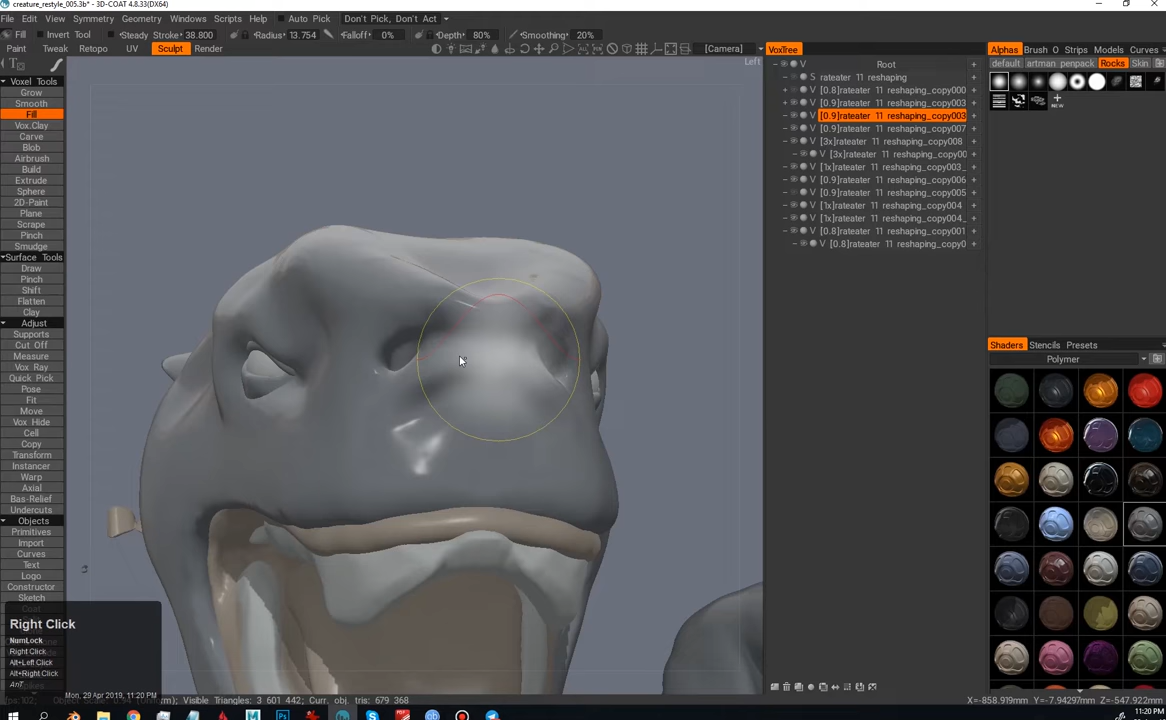 creature_restyle_005.3b* - 3D-COAT 4.8.33(DX64)
File Edit View Symmetry Geometry Windows Scripts Help Auto Pick Don't Pick, Don't Act
Fill Invert Tool Steady Stroke 38.800 Radius 13.754 Falloff 0% Depth 80% Smoothing 20%
Paint Tweak Retopo UV Sculpt Render [Camera]
Left
Voxel Tools
Grow
Smooth
Fill
Vox.Clay
Carve
Blob
Airbrush
Build
Extrude
Sphere
2D-Paint
Plane
Scrape
Pinch
Smudge
Surface Tools
Draw
Pinch
Shift
Flatten
Clay
Adjust
Supports
Cut Off
Measure
Vox Ray
Quick Pick
Pose
Fit
Move
Vox Hide
Cell
Copy
Transform
Instancer
Warp
Axial
Bas-Relief
Undercuts
Objects
Primitives
Import
Curves
Text
Logo
Constructor
Sketch
Coat
Right Click
NumLock
Right Click
Alt+Left Click
Alt+Right Click
Mon. 29 Apr 2019, 11:20 PM
VoxTree
V Root +
S rateater 11 reshaping +
V [0.8]rateater 11 reshaping_copy000 +
V [0.9]rateater 11 reshaping_copy003 +
V [0.9]rateater 11 reshaping_copy003 +
V [0.9]rateater 11 reshaping_copy007 +
V [3x]rateater 11 reshaping_copy008 +
V [3x]rateater 11 reshaping_copy00 +
V [1x]rateater 11 reshaping_copy003_ +
V [0.9]rateater 11 reshaping_copy006 +
V [0.9]rateater 11 reshaping_copy005 +
V [1x]rateater 11 reshaping_copy004 +
V [1x]rateater 11 reshaping_copy004_ +
V [0.8]rateater 11 reshaping_copy001 +
V [0.8]rateater 11 reshaping_copy0 +
Alphas Brush O Strips Models Curves
default artman penpack Rocks Skin
NEW
Shaders Stencils Presets
Polymer
Visible Triangles: 3 601 442; Curr. obj. tris: 679 368
X=-858.919mm Y=-7.94297mm Z=-547.922mm
11:20 PM